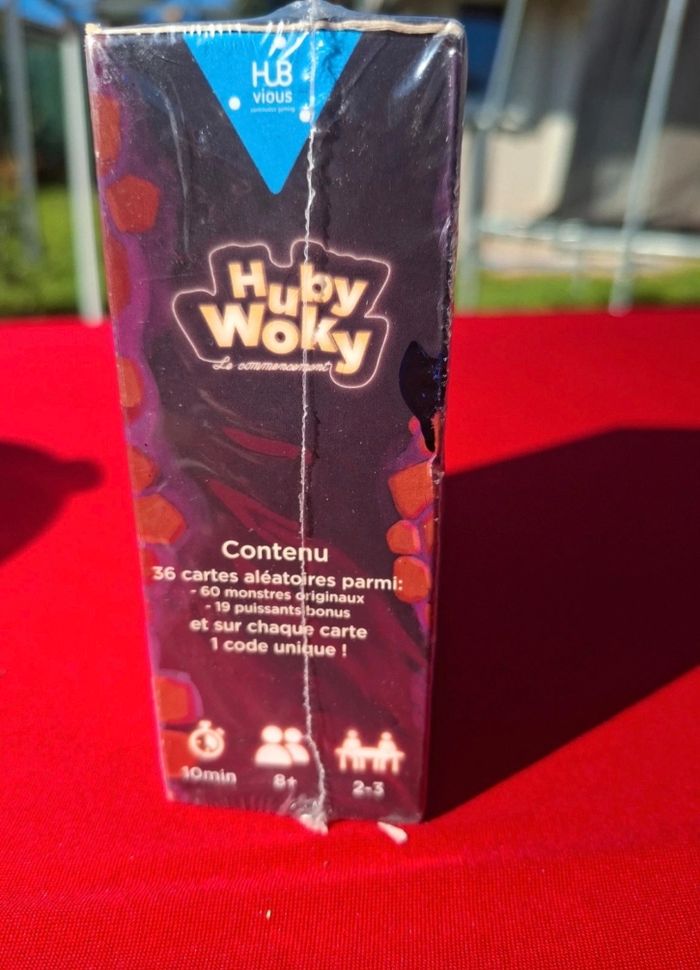 HUB
vious
Huby
Woky
Le commencement
Contenu
36 cartes aléatoires parmi:
- 60 monstres originaux
- 19 puissants bonus
et sur chaque carte
1 code unique !
10min 8+ 2-3